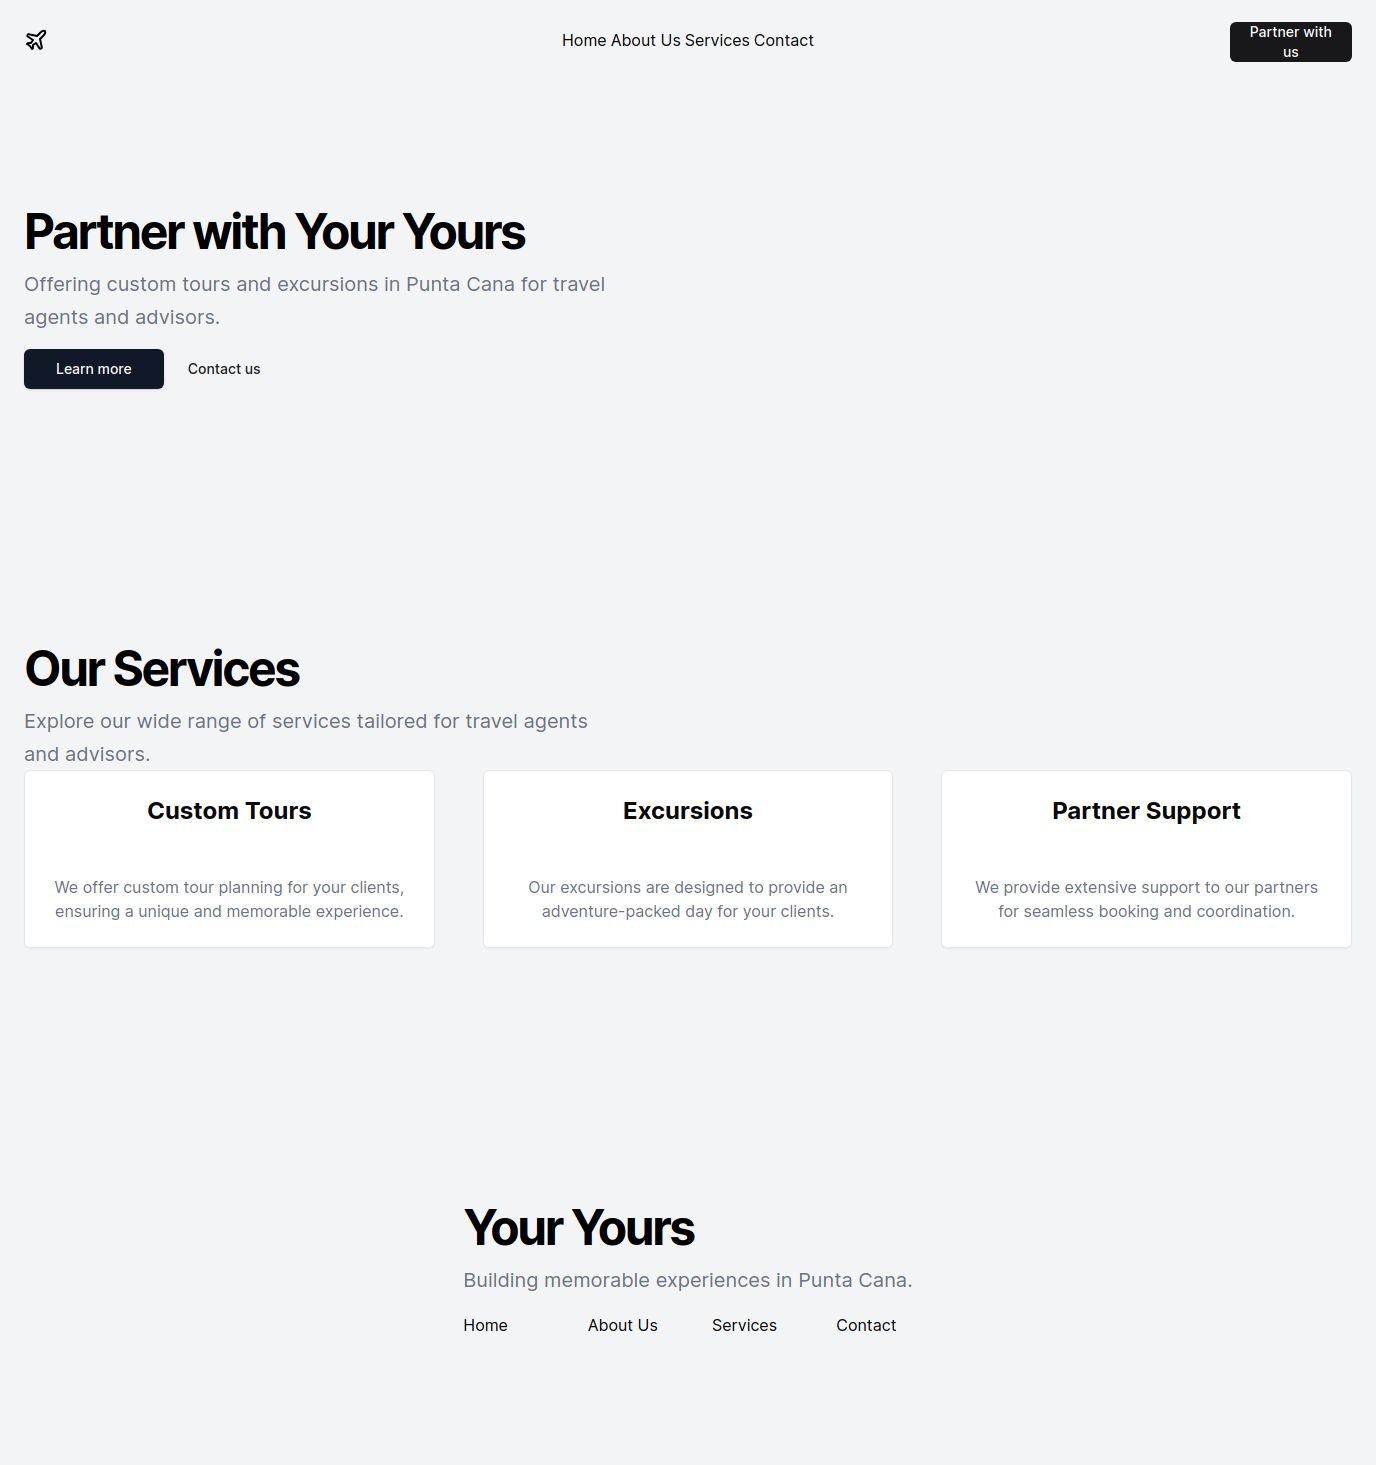 Home About Us Services Contact
Partner with
us
Partner with Your Yours
Offering custom tours and excursions in Punta Cana for travel
agents and advisors.
Learn more
Contact us
Our Services
Explore our wide range of services tailored for travel agents
and advisors.
Custom Tours
We offer custom tour planning for your clients,
ensuring a unique and memorable experience.
Excursions
Our excursions are designed to provide an
adventure-packed day for your clients.
Partner Support
We provide extensive support to our partners
for seamless booking and coordination.
Your Yours
Building memorable experiences in Punta Cana.
Home
About Us
Services
Contact